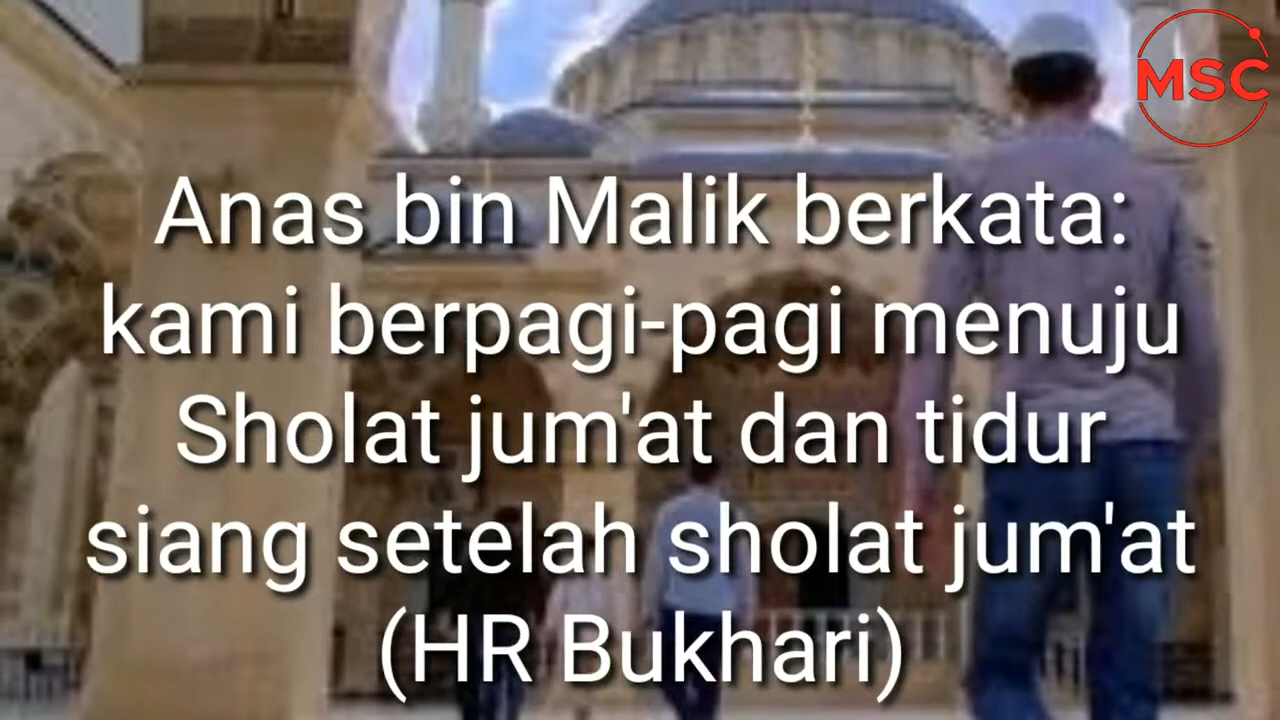 MSC
Anas bin Malik berkata:
kami berpagi-pagi menuju
Sholat jum'at dan tidur
siang setelah sholat jum'at
(HR Bukhari)